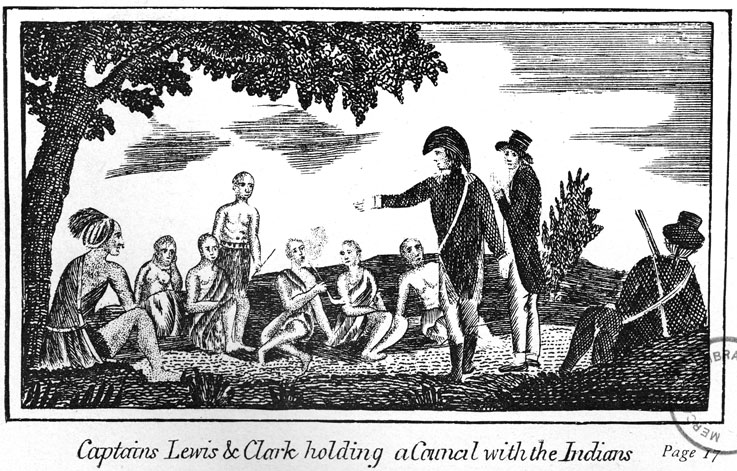 Captains Lewis & Clark holding a Council with the Indians Page 17